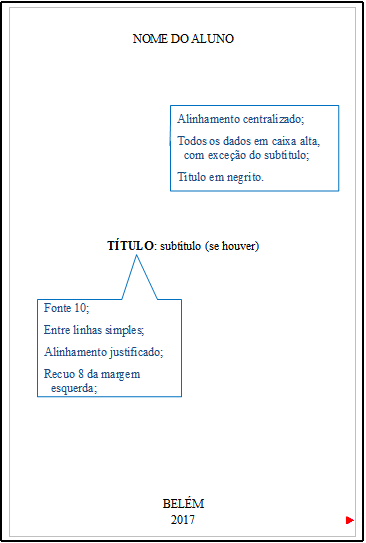 NOME DO ALUNO
Alinhamento centralizado;
Todos os dados em caixa alta,
com exceção do subtítulo;
Título em negrito.
TÍTULO: subtítulo (se houver)
Fonte 10;
Entre linhas simples;
Alinhamento justificado;
Recuo 8 da margem
esquerda;
BELÉM
2017